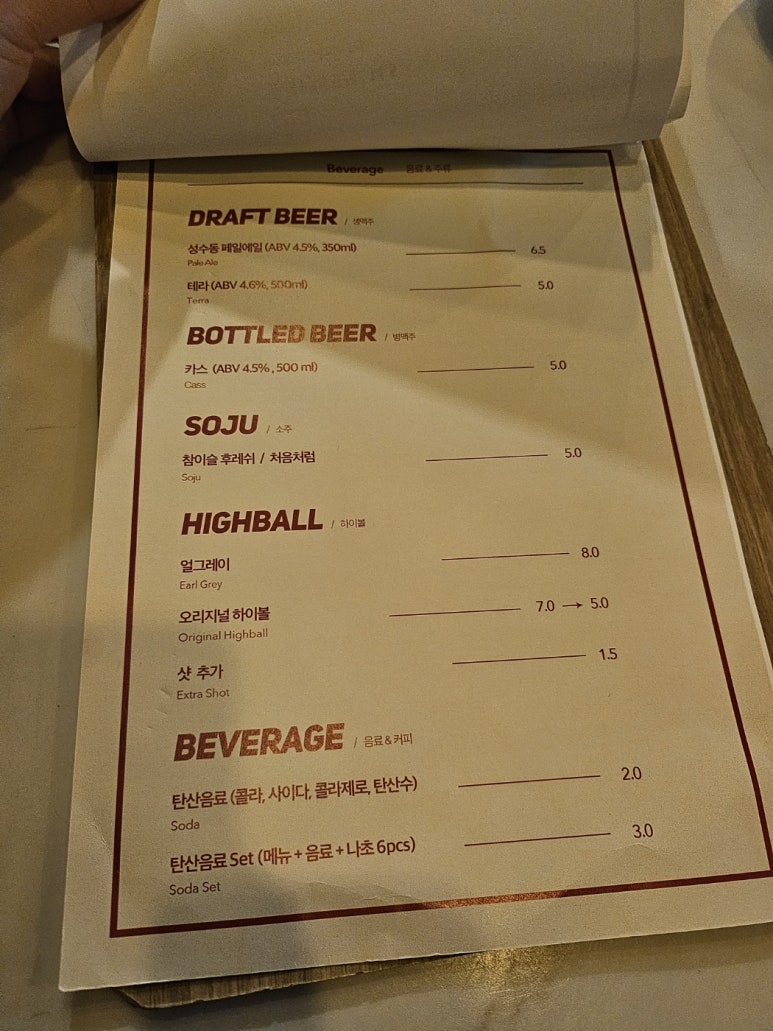 Beverage 음료 & 주류
DRAFT BEER / 생맥주
성수동 페일에일 (ABV 4.5%, 350ml) 6.5
Pale Ale
테라 (ABV 4.6%, 500ml) 5.0
Terra
BOTTLED BEER / 병맥주
카스 (ABV 4.5%, 500 ml) 5.0
Cass
SOJU / 소주
참이슬 후레쉬 / 처음처럼 5.0
Soju
HIGHBALL / 하이볼
얼그레이 8.0
Earl Grey
오리지널 하이볼 7.0 → 5.0
Original Highball
샷 추가 1.5
Extra Shot
BEVERAGE / 음료 & 커피
탄산음료 (콜라, 사이다, 콜라제로, 탄산수) 2.0
Soda
탄산음료 Set (메뉴 + 음료 + 나초 6pcs) 3.0
Soda Set